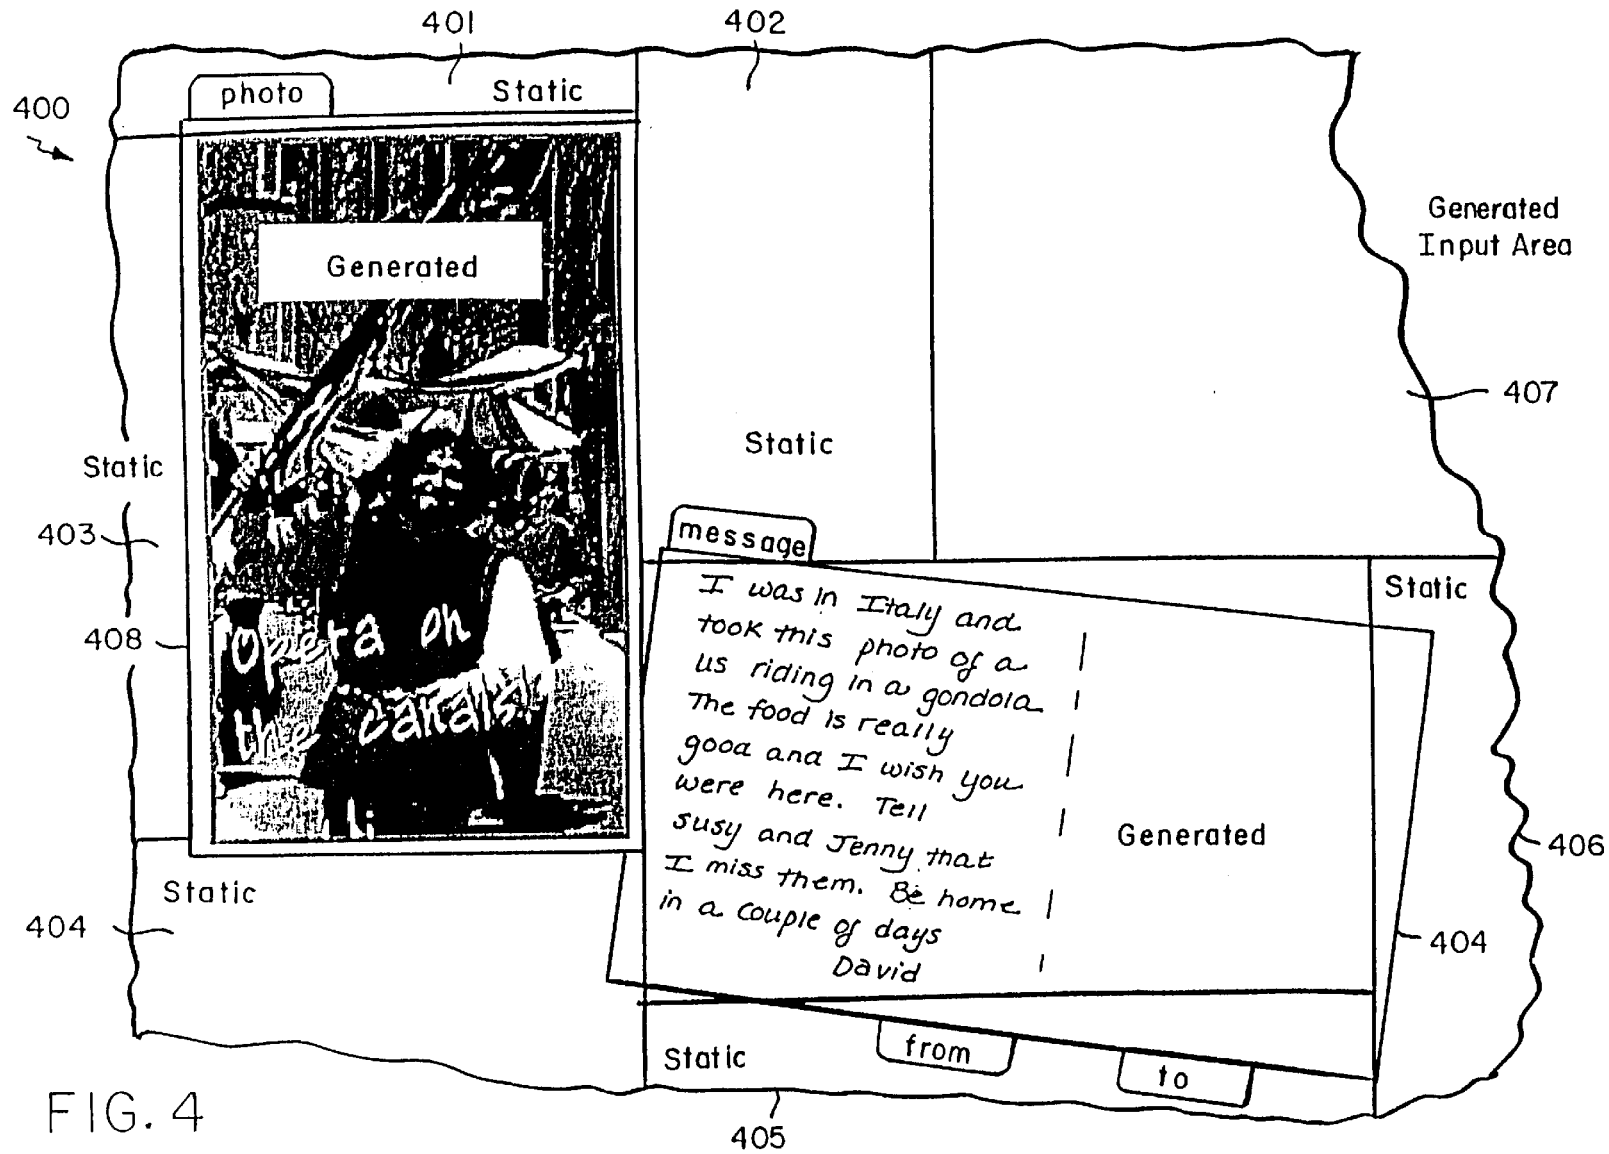 401
402
400
photo
Static
Generated
Generated
Input Area
407
Static
Static
403
408
Opera on
the canals!
message
I was in Italy and
took this photo of a
us riding in a gondola
The food is really
good and I wish you
were here. Tell
susy and Jenny that
I miss them. Be home
in a couple of days
David
Static
Generated
406
Static
404
404
Static
from
to
405
FIG. 4